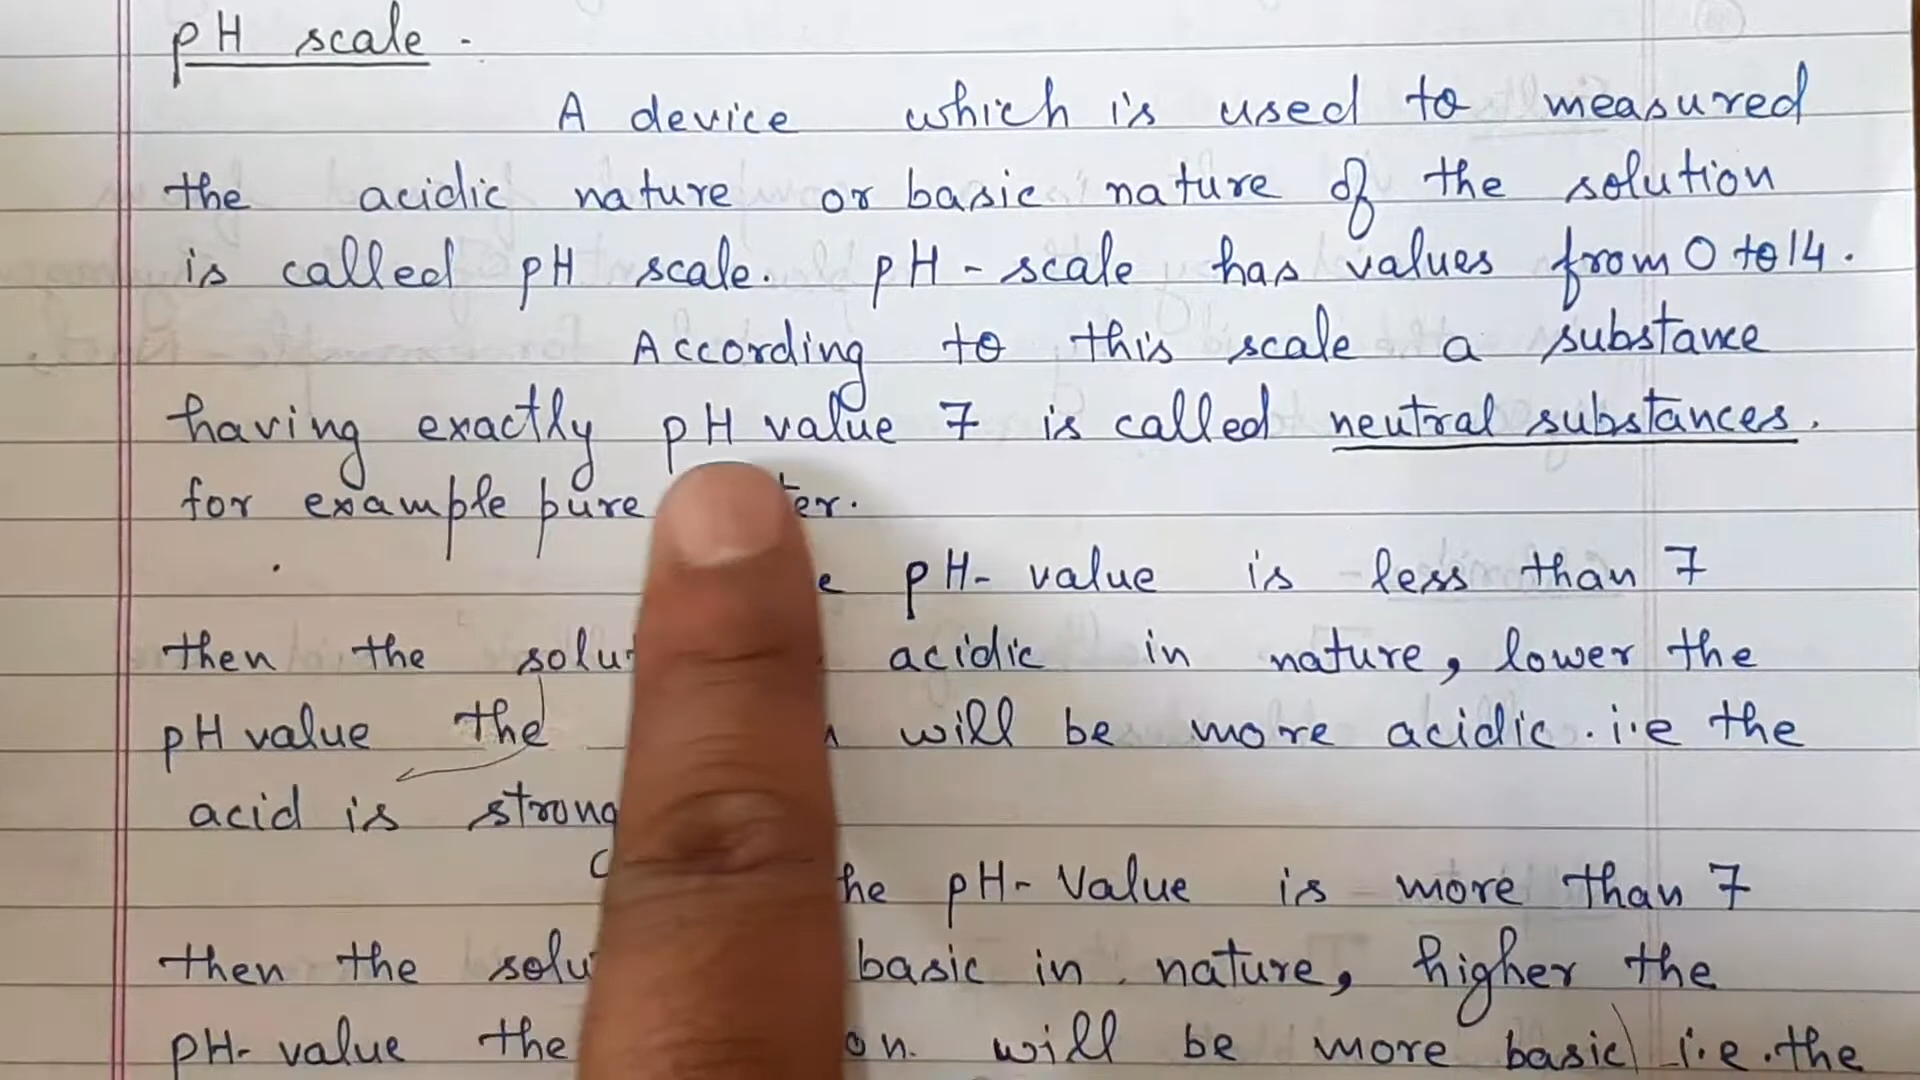 pH scale -
A device which is used to measured
the acidic nature or basic nature of the solution
is called pH scale. pH - scale has values from 0 to 14.
According to this scale a substance
having exactly pH value 7 is called neutral substances.
for example pure ter.
e pH- value is less than 7
then the solu acidic in nature, lower the
pH value the will be more acidic. i.e the
acid is strong
he pH- Value is more than 7
then the solu basic in nature, higher the
pH- value the on. will be more basic i.e. the